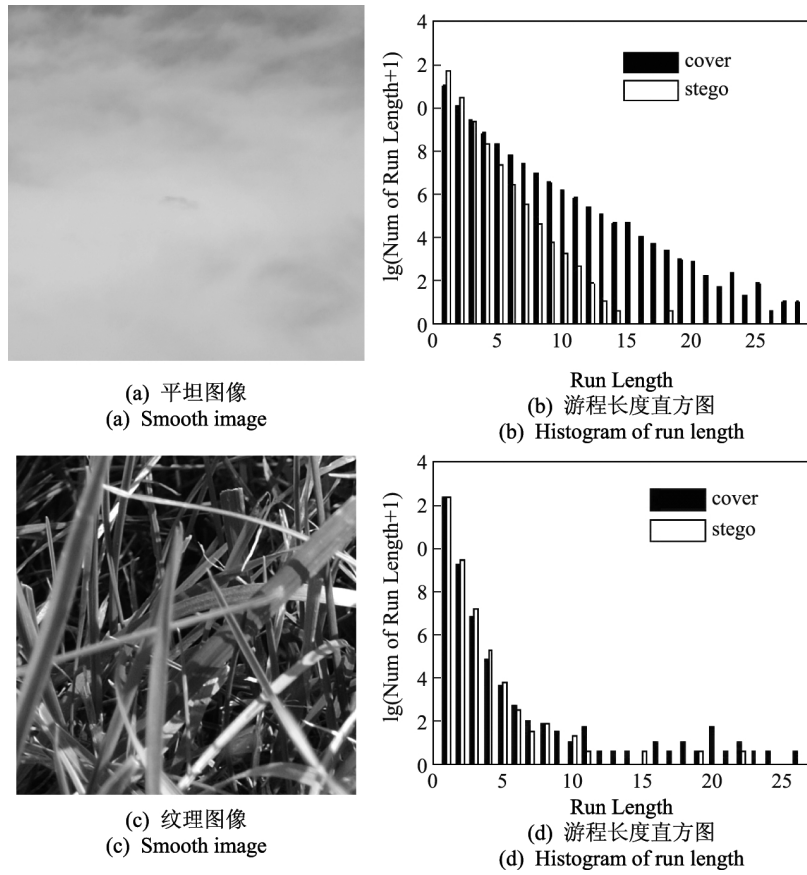 lg(Num of Run Length+1)
4
2
0
8
6
4
2
0
cover
stego
0 5 10 15 20 25
Run Length
(a) 平坦图像
(a) Smooth image
(b) 游程长度直方图
(b) Histogram of run length
lg(Num of Run Length+1)
4
2
0
8
6
4
2
0
cover
stego
0 5 10 15 20 25
Run Length
(c) 纹理图像
(c) Smooth image
(d) 游程长度直方图
(d) Histogram of run length